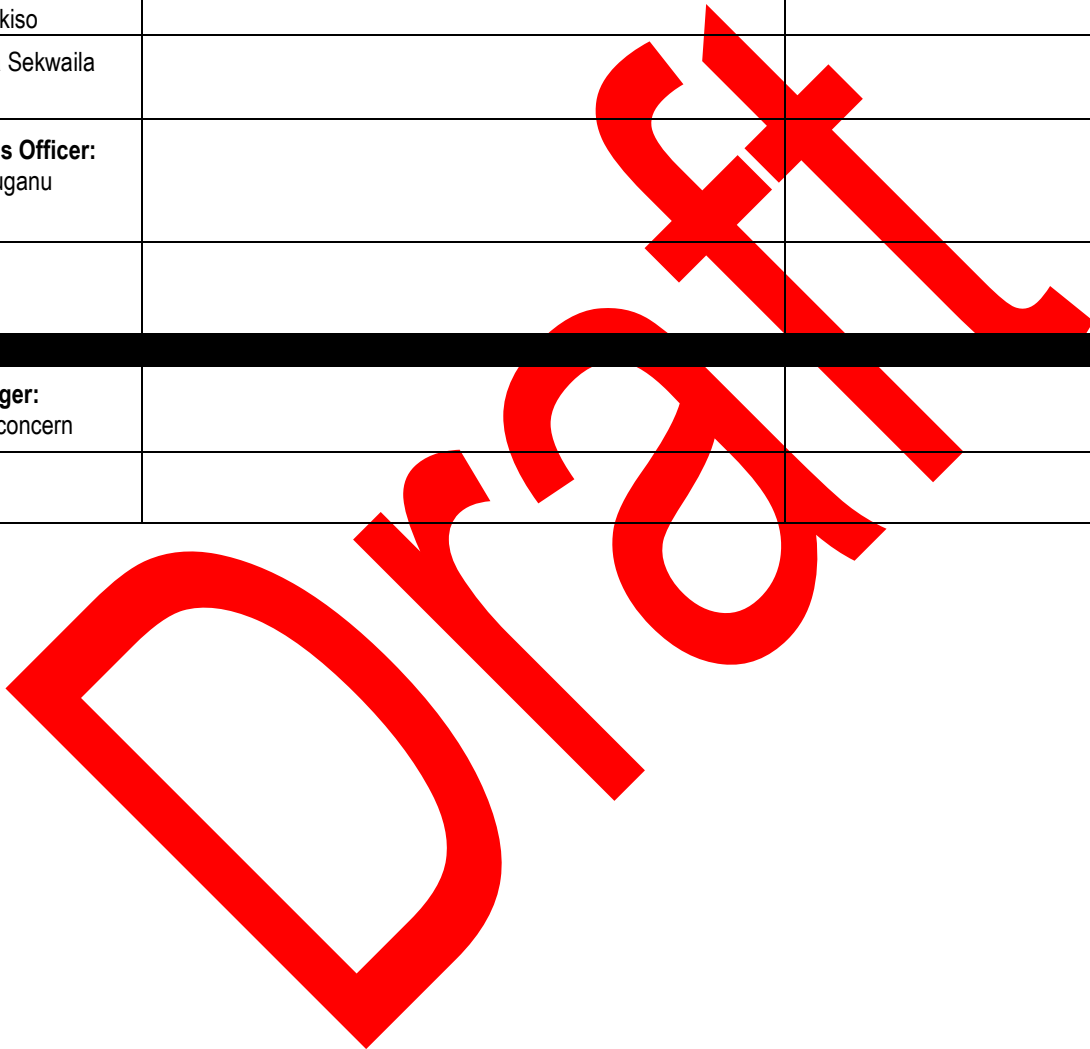 kiso
Sekwaila
s Officer:
uganu
ger:
concern
Draft